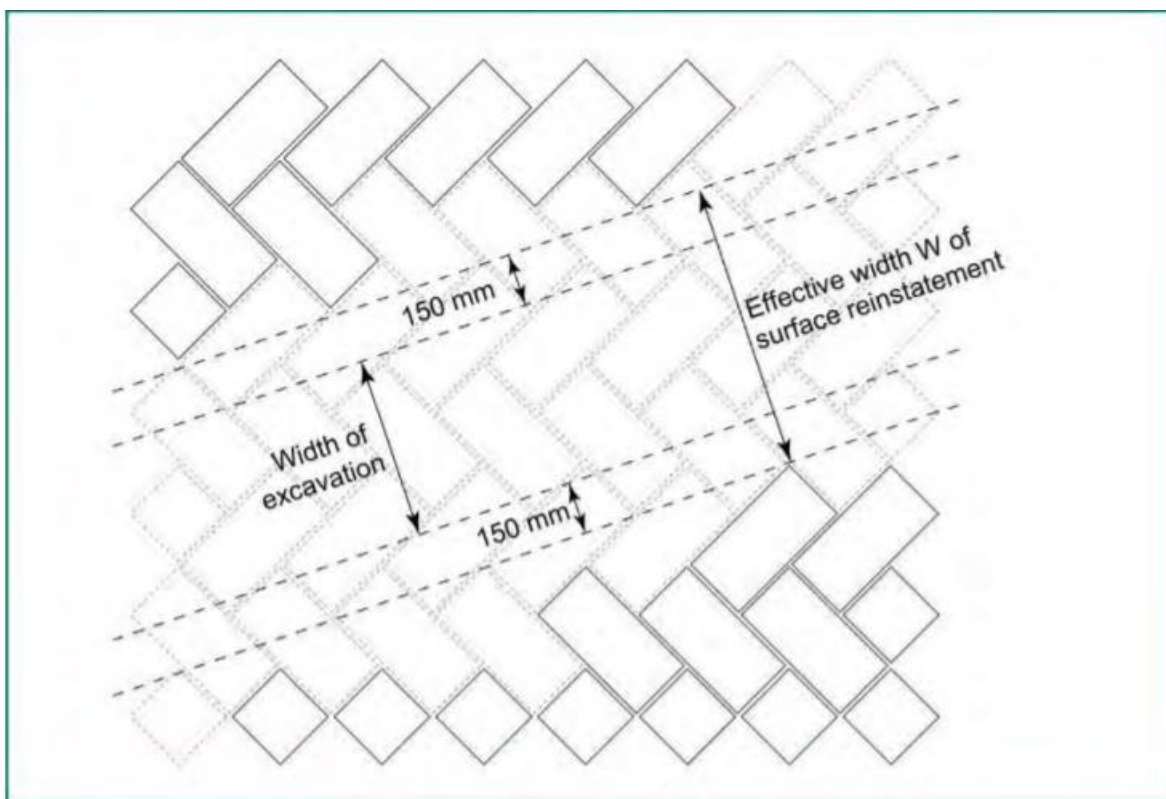 150 mm
Effective width W of
surface reinstatement
Width of
excavation
150 mm